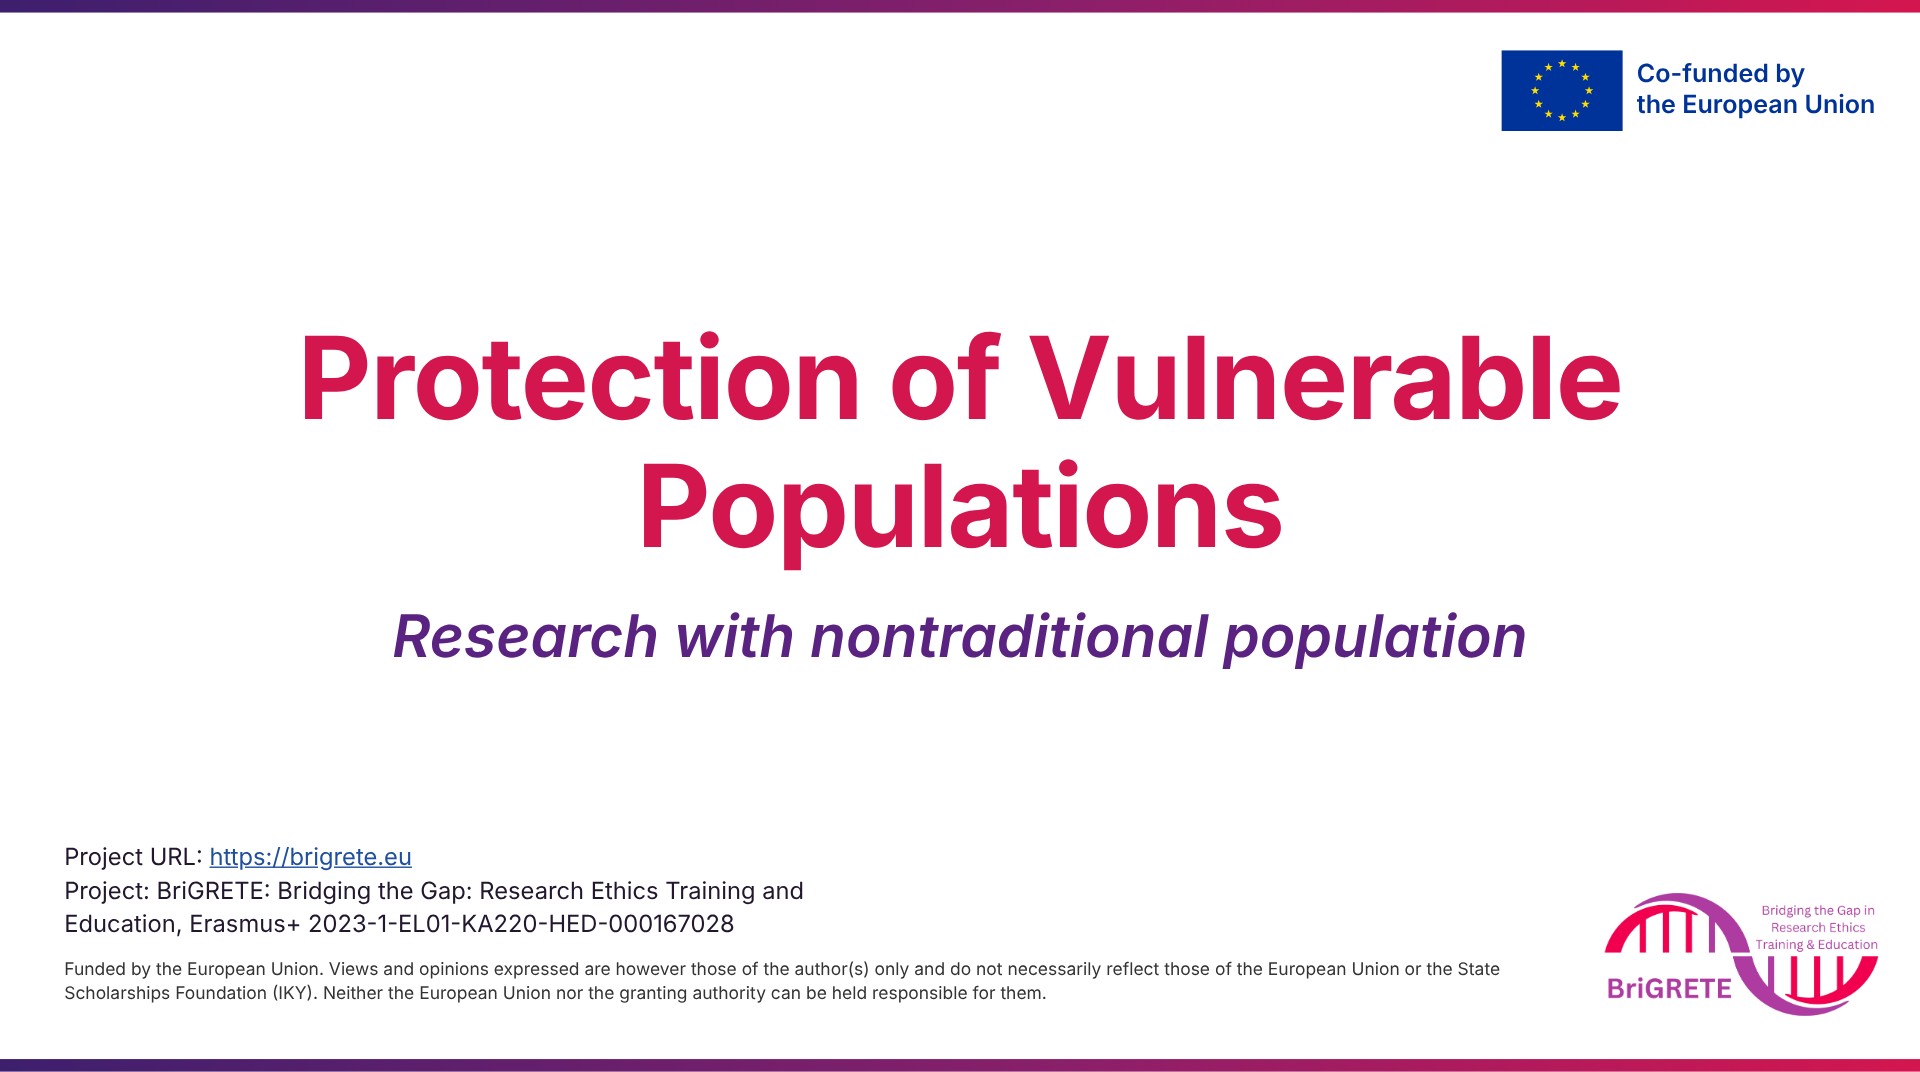 Co-funded by
the European Union
Protection of Vulnerable
Populations
Research with nontraditional population
Project URL: https://brigrete.eu
Project: BriGRETE: Bridging the Gap: Research Ethics Training and
Education, Erasmus+ 2023-1-EL01-KA220-HED-000167028
Funded by the European Union. Views and opinions expressed are however those of the author(s) only and do not necessarily reflect those of the European Union or the State
Scholarships Foundation (IKY). Neither the European Union nor the granting authority can be held responsible for them.
Bridging the Gap in
Research Ethics
Training & Education
BriGRETE